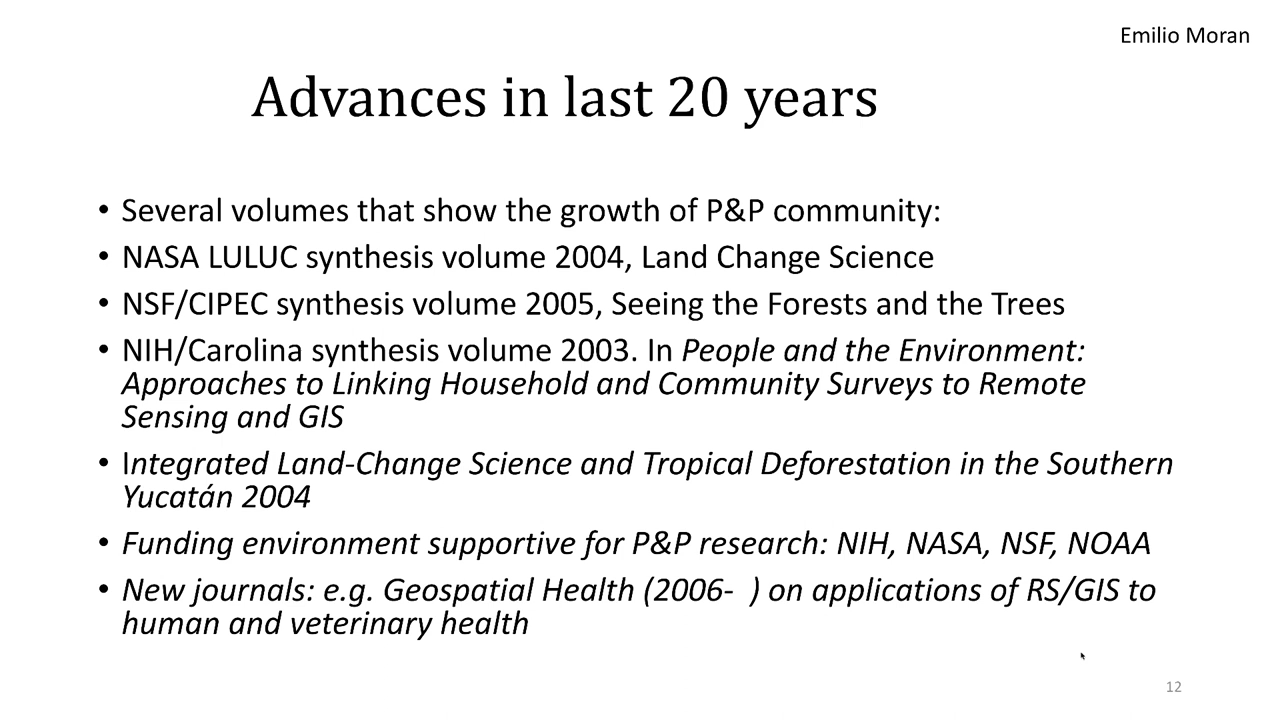 Emilio Moran
Advances in last 20 years
• Several volumes that show the growth of P&P community:
• NASA LULUC synthesis volume 2004, Land Change Science
• NSF/CIPEC synthesis volume 2005, Seeing the Forests and the Trees
• NIH/Carolina synthesis volume 2003. In People and the Environment:
Approaches to Linking Household and Community Surveys to Remote
Sensing and GIS
• Integrated Land-Change Science and Tropical Deforestation in the Southern
Yucatán 2004
• Funding environment supportive for P&P research: NIH, NASA, NSF, NOAA
• New journals: e.g. Geospatial Health (2006-  ) on applications of RS/GIS to
human and veterinary health
12